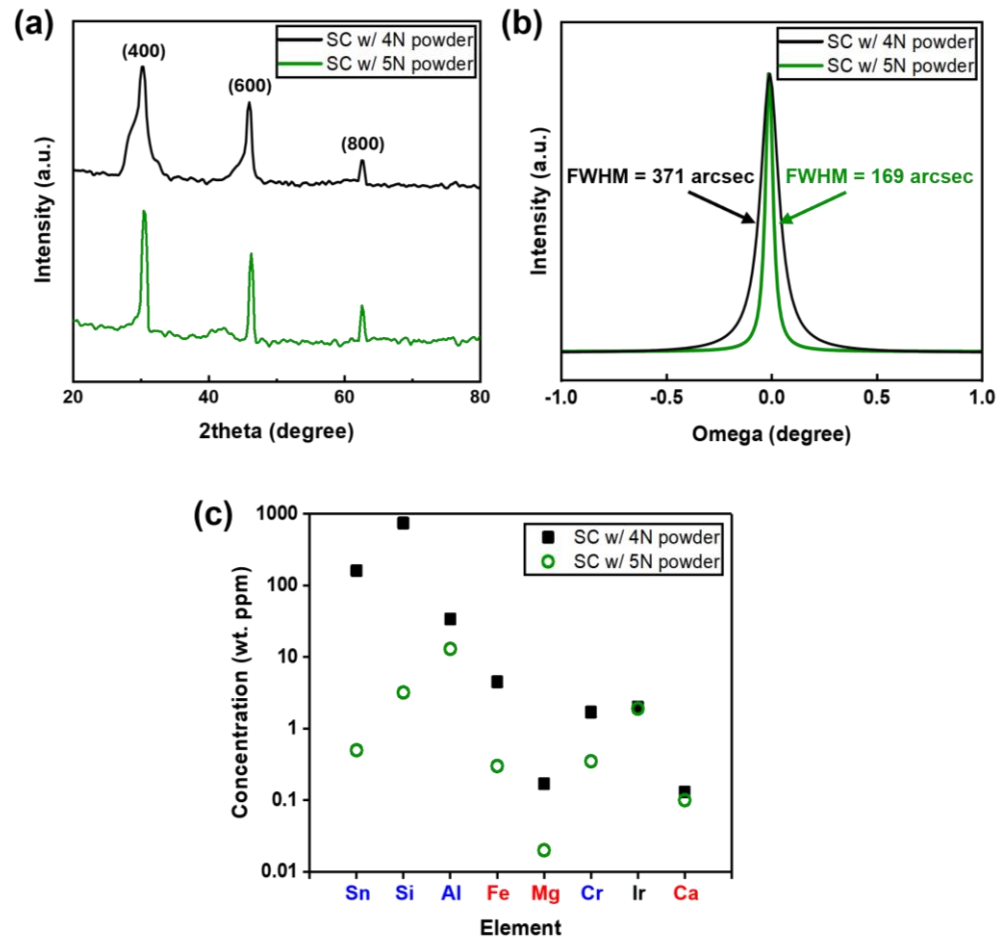 (a)
SC w/ 4N powder
SC w/ 5N powder
(400)
(600)
(800)
Intensity (a.u.)
20
40
60
80
2theta (degree)
(b)
SC w/ 4N powder
SC w/ 5N powder
FWHM = 371 arcsec
FWHM = 169 arcsec
Intensity (a.u.)
-1.0
-0.5
0.0
0.5
1.0
Omega (degree)
(c)
SC w/ 4N powder
SC w/ 5N powder
Concentration (wt. ppm)
1000
100
10
1
0.1
0.01
Sn
Si
Al
Fe
Mg
Cr
Ir
Ca
Element